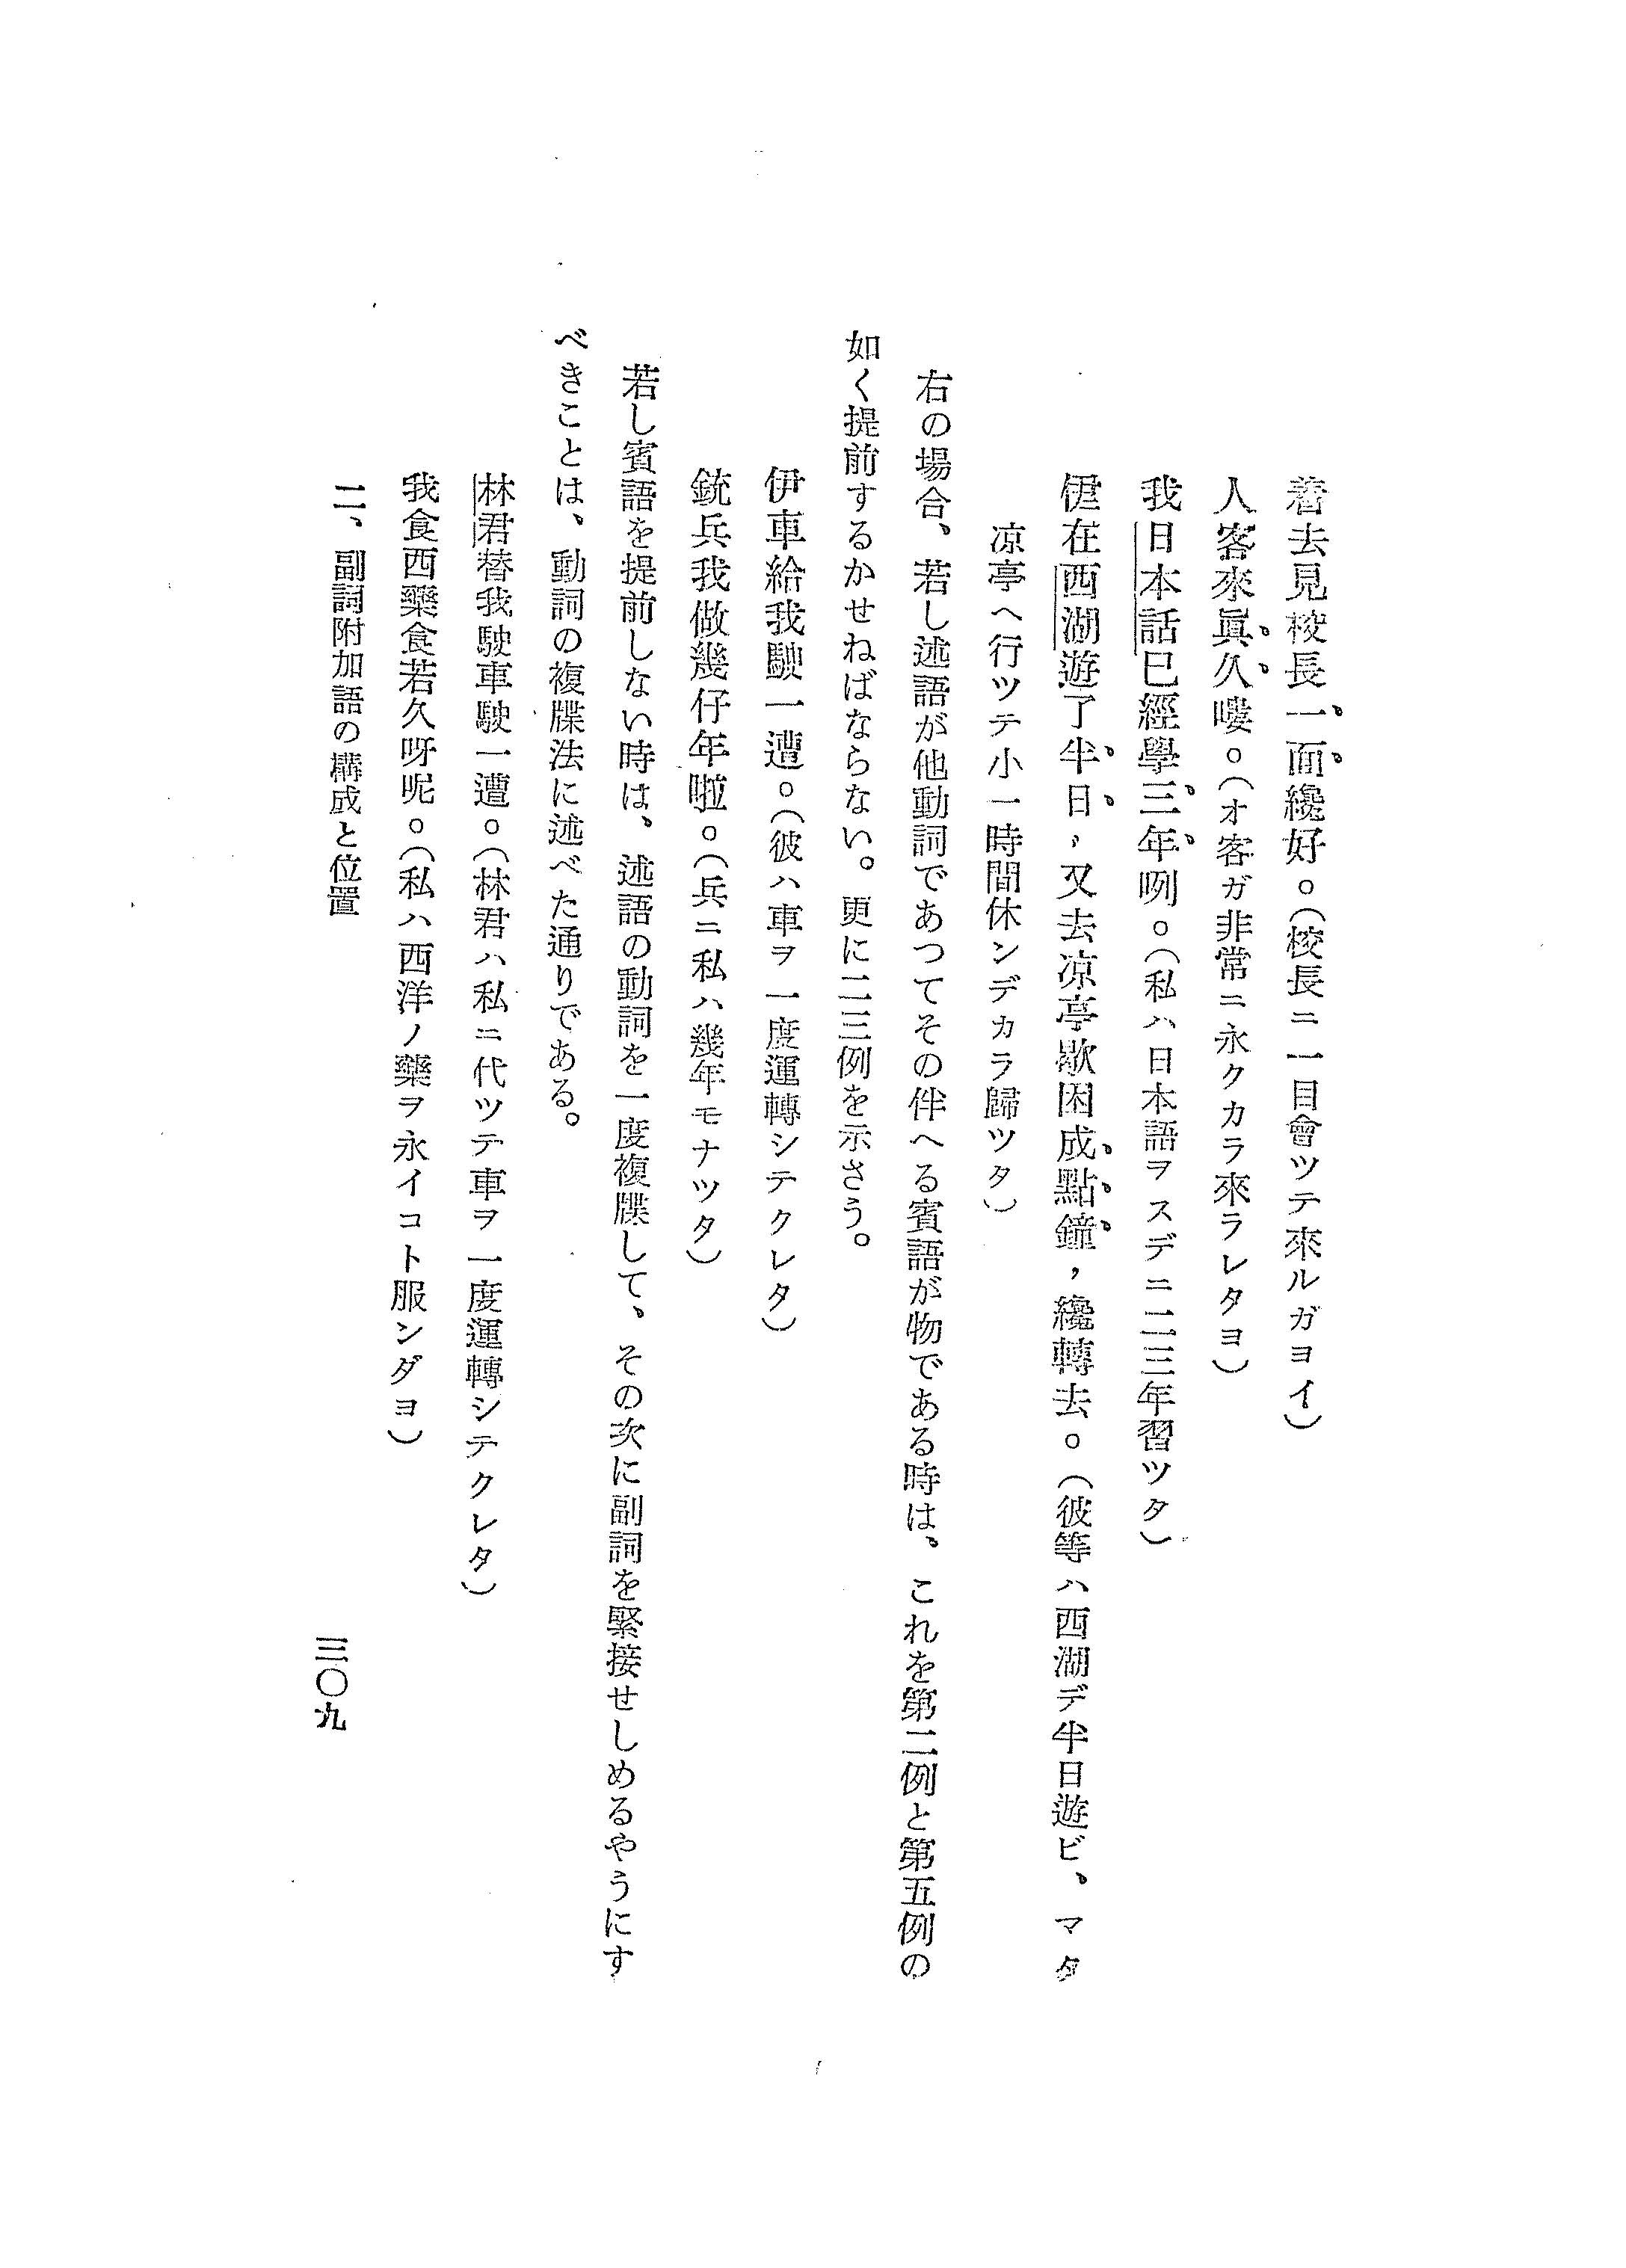 着去見校長一面纔好。(校長ニ一目會ツテ來ルガヨイ)
人客來眞久嘍。(オ客ガ非常ニ永クカラ來ラレタヨ)
我日本話已經學三年咧。(私ハ日本語ヲスデニ二三年習ツタ)
在西湖遊了半日,又去凉亭歇困成點鐘,纔轉去。(彼等ハ西湖デ半日遊ビ、マタ
凉亭ヘ行ツテ小一時間休ンデカラ歸ツタ)
右の場合、若し述語が他動詞であつてその伴へる賓語が物である時は、これを第二例と第五例の
如く提前するかせねばならない。更に二三例を示さう。
伊車給我駛一遭。(彼ハ車ヲ一度運轉シテクレタ)
銃兵我做幾仔年啦。(兵ニ私ハ幾年モナツタ)
若し賓語を提前しない時は、述語の動詞を一度複牒して、その次に副詞を緊接せしめるやうにす
べきことは、動詞の複牒法に述べた通りである。
林君替我駛車駛一遭。(林君ハ私ニ代ツテ車ヲ一度運轉シテクレタ)
我食西藥食若久呀呢。(私ハ西洋ノ藥ヲ永イコト服ンダヨ)
二、副詞附加語の構成と位置
三〇九